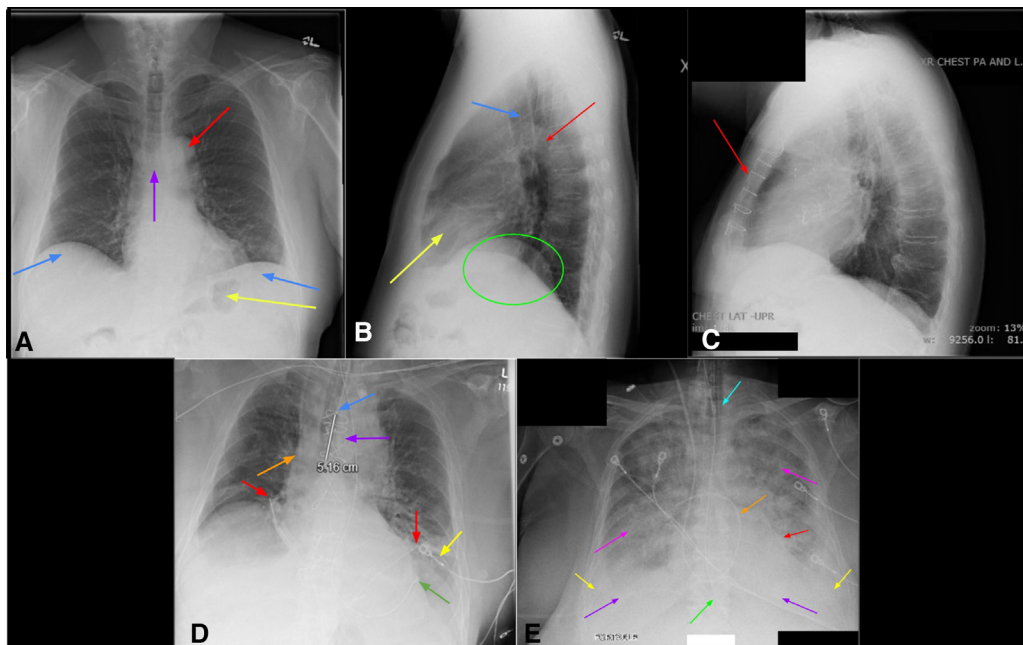 L
L
X
XR CHEST PA AND L.
A
B
CHEST LAT -UPR
zoom: 13%
9256.0 l: 81.
C
L
5.16 cm
D
E